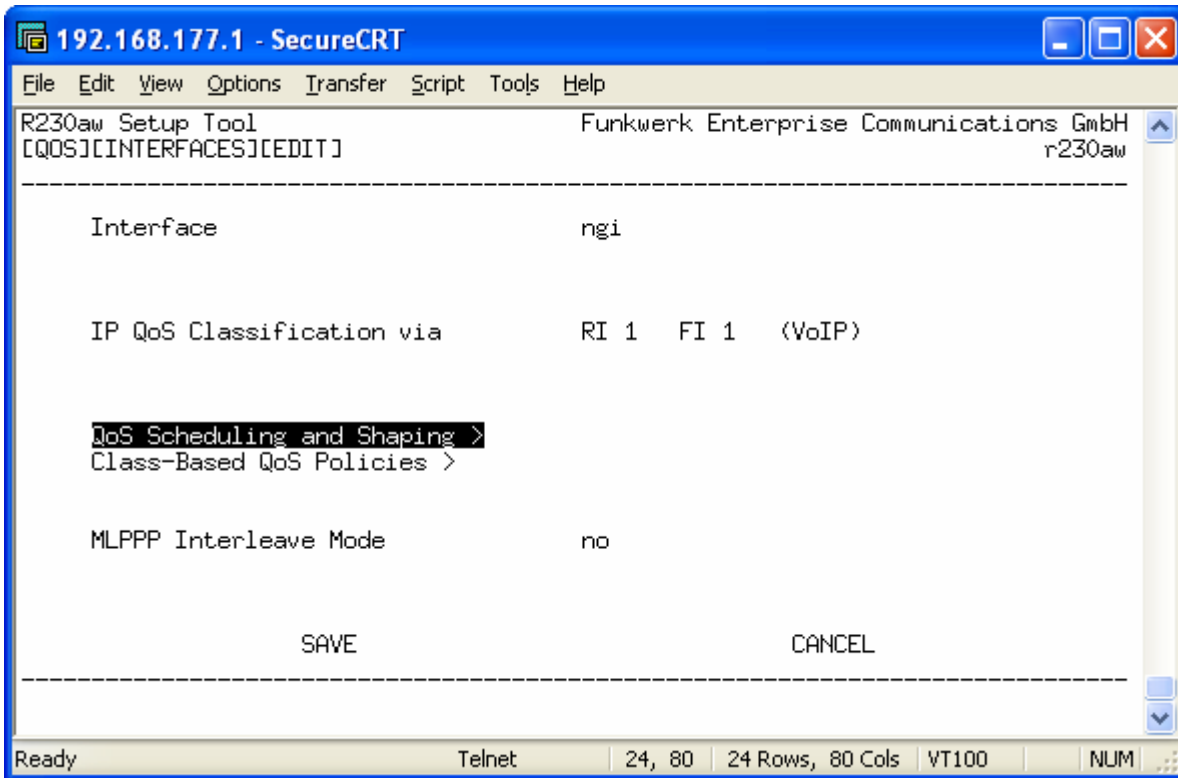 192.168.177.1 - SecureCRT
File Edit View Options Transfer Script Tools Help
R230aw Setup Tool Funkwerk Enterprise Communications GmbH
[QOS][INTERFACES][EDIT] r230aw
Interface ngi
IP QoS Classification via RI 1 FI 1 (VoIP)
QoS Scheduling and Shaping >
Class-Based QoS Policies >
MLPPP Interleave Mode no
SAVE CANCEL
Ready Telnet 24, 80 24 Rows, 80 Cols VT100 NUM